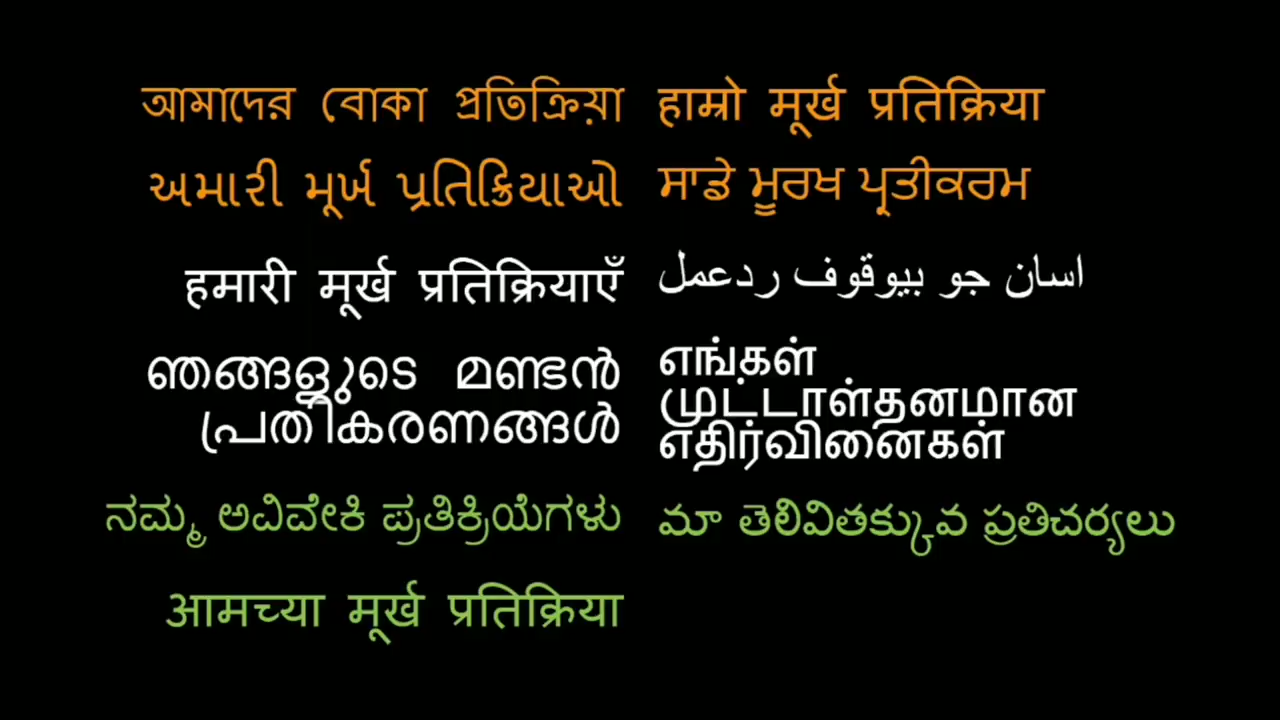 আমাদের বোকা প্রতিক্রিয়া
हाम्रो मूर्ख प्रतिक्रिया
અમારી મૂર્ખ પ્રતિક્રિયાઓ
ਸਾਡੇ ਮੂਰਖ ਪ੍ਰਤੀਕਰਮ
हमारी मूर्ख प्रतिक्रियाएँ
اسان جو بيوقوف ردعمل
ഞങ്ങളുടെ മണ്ടൻ
പ്രതികരണങ്ങൾ
எங்கள்
முட்டாள்தனமான
எதிர்வினைகள்
ನಮ್ಮ ಅವಿವೇಕಿ ಪ್ರತಿಕ್ರಿಯೆಗಳು
మా తెలివితక్కువ ప్రతిచర్యలు
आमच्या मूर्ख प्रतिक्रिया